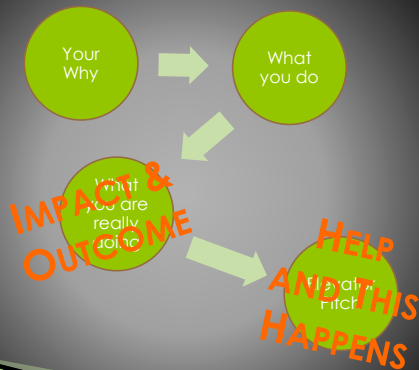 Your
Why
What
you do
What
you are
really
doing
IMPACT &
OUTCOME
Elevator
Pitch
HELP
AND THIS
HAPPENS